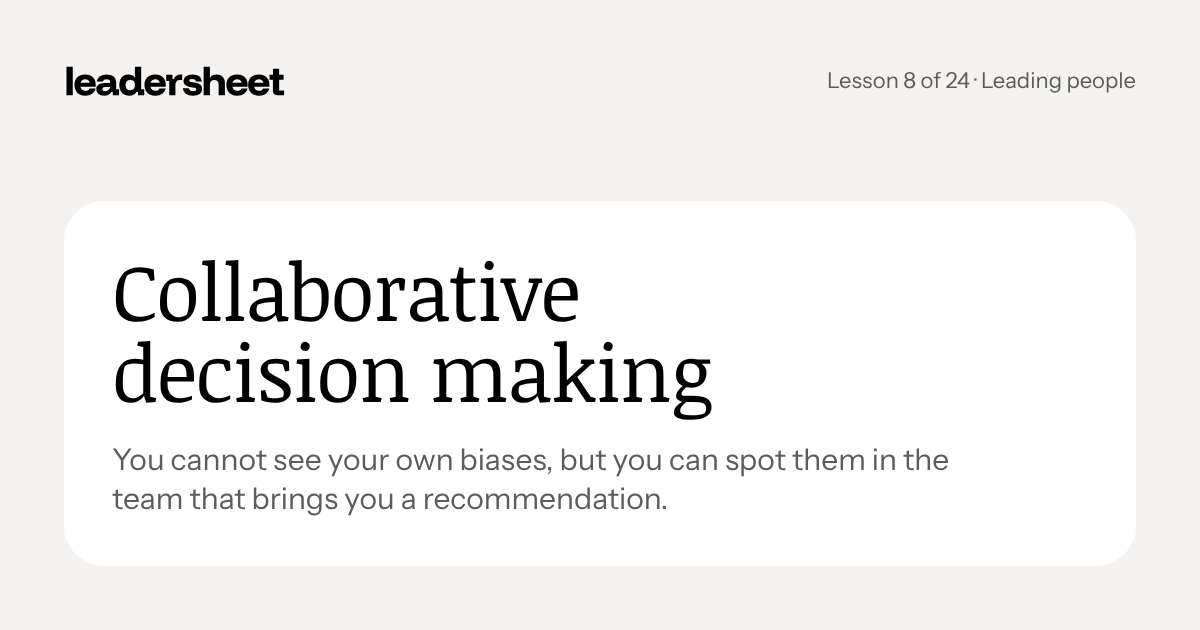 leadersheet
Lesson 8 of 24 · Leading people
Collaborative
decision making
You cannot see your own biases, but you can spot them in the
team that brings you a recommendation.